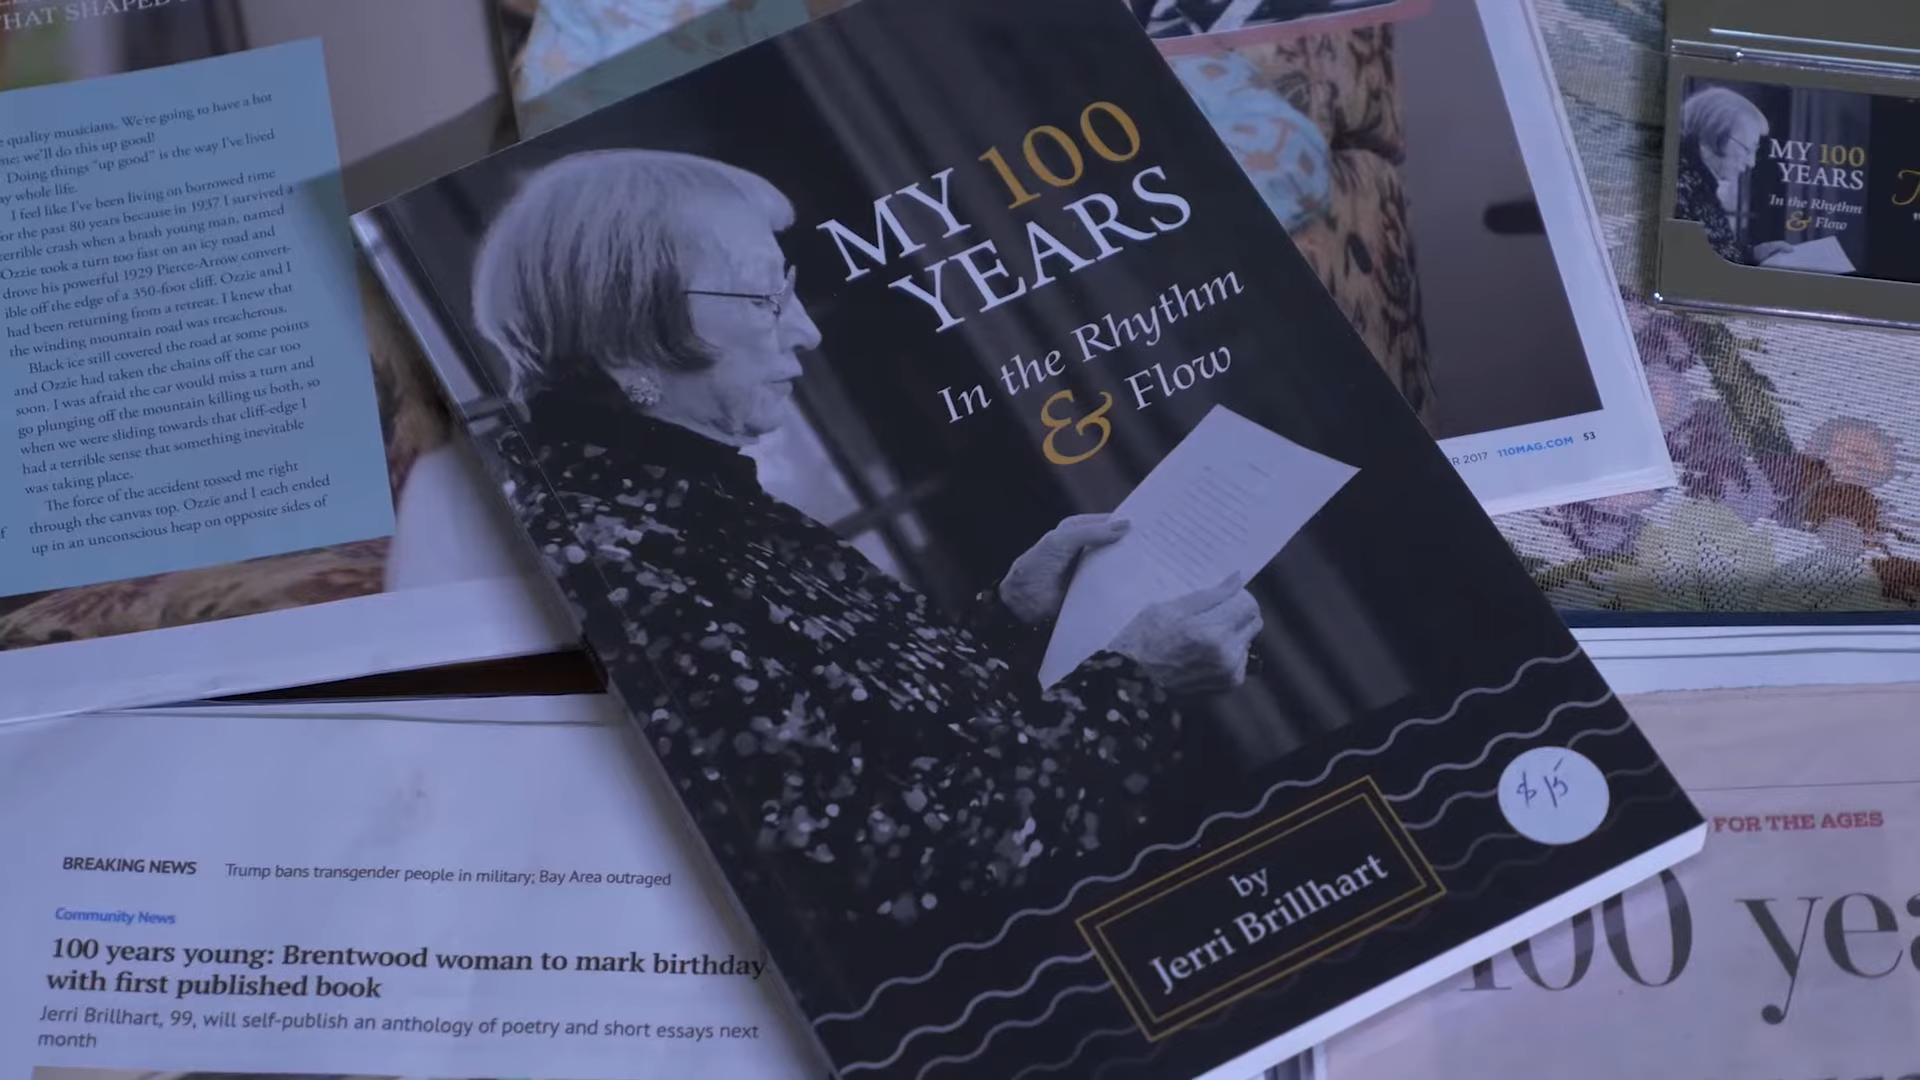 THAT SHAPED
quality musicians. We're going to have a hot
me: we'll do this up good!
Doing things "up good" is the way I've lived
my whole life.
I feel like I've been living on borrowed time
for the past 80 years because in 1937 I survived a
terrible crash when a brash young man, named
Ozzie took a turn too fast on an icy road and
drove his powerful 1929 Pierce-Arrow convert-
ible off the edge of a 350-foot cliff. Ozzie and I
had been returning from a retreat. I knew that
the winding mountain road was treacherous.
Black ice still covered the road at some points
and Ozzie had taken the chains off the car too
soon. I was afraid the car would miss a turn and
go plunging off the mountain killing us both, so
when we were sliding towards that cliff-edge I
had a terrible sense that something inevitable
was taking place.
The force of the accident tossed me right
through the canvas top. Ozzie and I each ended
up in an unconscious heap on opposite sides of
MY 100
YEARS
In the Rhythm
& Flow
$15
by
Jerri Brillhart
MY 100
YEARS
In the Rhythm
& Flow
R 2017 110MAG.COM 53
BREAKING NEWS Trump bans transgender people in military; Bay Area outraged
Community News
100 years young: Brentwood woman to mark birthday
with first published book
Jerri Brillhart, 99, will self-publish an anthology of poetry and short essays next
month
FOR THE AGES
100 yea